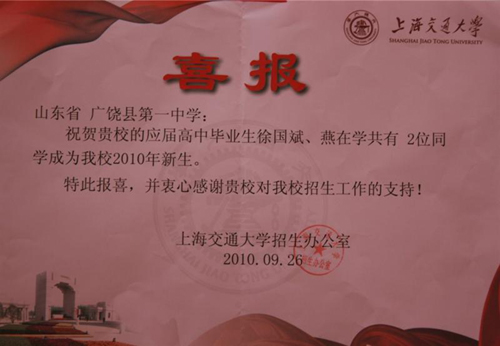 上海交通大学
SHANGHAI JIAO TONG UNIVERSITY
喜报
山东省 广饶县第一中学：
祝贺贵校的应届高中毕业生徐国斌、燕在学共有 2位同
学成为我校2010年新生。
特此报喜，并衷心感谢贵校对我校招生工作的支持！
上海交通大学招生办公室
2010.09.26